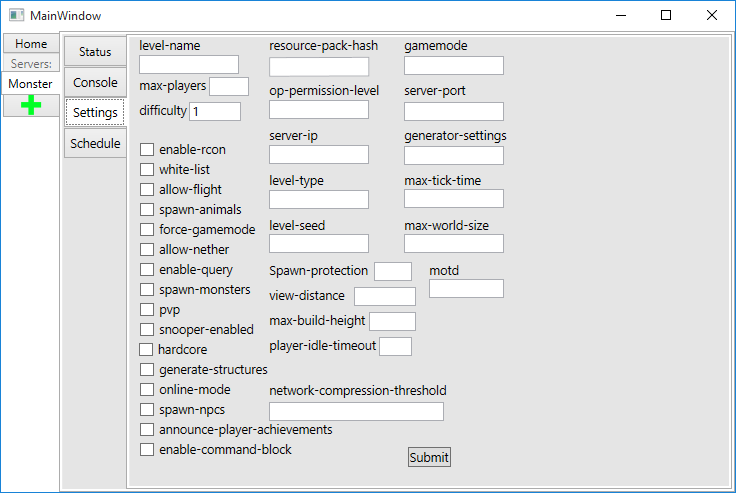 MainWindow
Home
Servers:
Monster
Status
Console
Settings
Schedule
level-name
max-players
difficulty 1
enable-rcon
white-list
allow-flight
spawn-animals
force-gamemode
allow-nether
enable-query
spawn-monsters
pvp
snooper-enabled
hardcore
generate-structures
online-mode
spawn-npcs
announce-player-achievements
enable-command-block
resource-pack-hash
op-permission-level
server-ip
level-type
level-seed
Spawn-protection
view-distance
max-build-height
player-idle-timeout
network-compression-threshold
gamemode
server-port
generator-settings
max-tick-time
max-world-size
motd
Submit